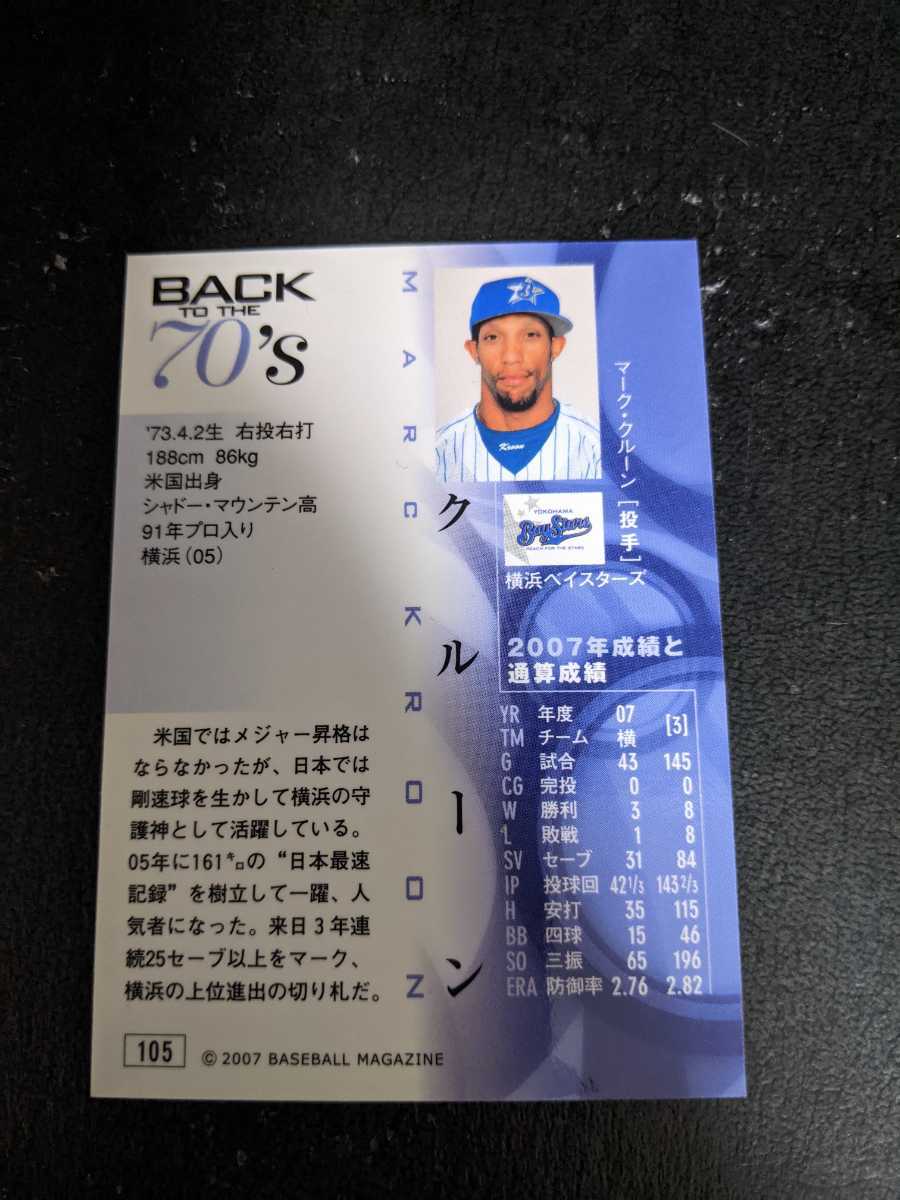 BACK
TO THE
70's
'73.4.2生 右投右打
188cm 86kg
米国出身
シャドー・マウンテン高
91年プロ入り
横浜(05)
米国ではメジャー昇格は
ならなかったが、日本では
剛速球を生かして横浜の守
護神として活躍している。
05年に161㌔の“日本最速
記録”を樹立して一躍、人
気者になった。来日3年連
続25セーブ以上をマーク、
横浜の上位進出の切り札だ。
105
© 2007 BASEBALL MAGAZINE
MARC KROON
クルーン
Kroon
マーク・クルーン[投手]
YOKOHAMA
BayStars
REACH FOR THE STARS
横浜ベイスターズ
2007年成績と
通算成績
YR 年度 07 [3]
TM チーム 横
G 試合 43 145
CG 完投 0 0
W 勝利 3 8
L 敗戦 1 8
SV セーブ 31 84
IP 投球回 42 1/3 143 2/3
H 安打 35 115
BB 四球 15 46
SO 三振 65 196
ERA 防御率 2.76 2.82